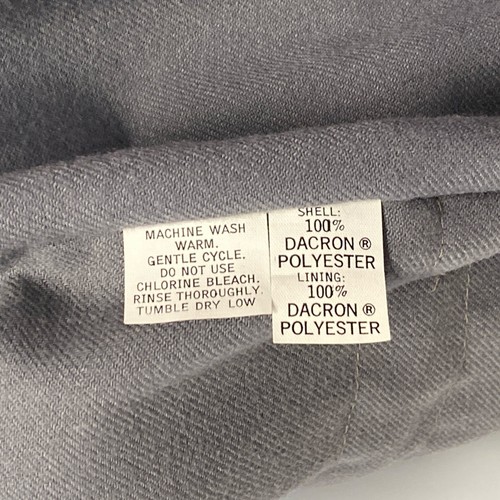 MACHINE WASH
WARM.
GENTLE CYCLE.
DO NOT USE
CHLORINE BLEACH.
RINSE THOROUGHLY.
TUMBLE DRY LOW
SHELL:
100%
DACRON ®
POLYESTER
LINING:
100%
DACRON ®
POLYESTER